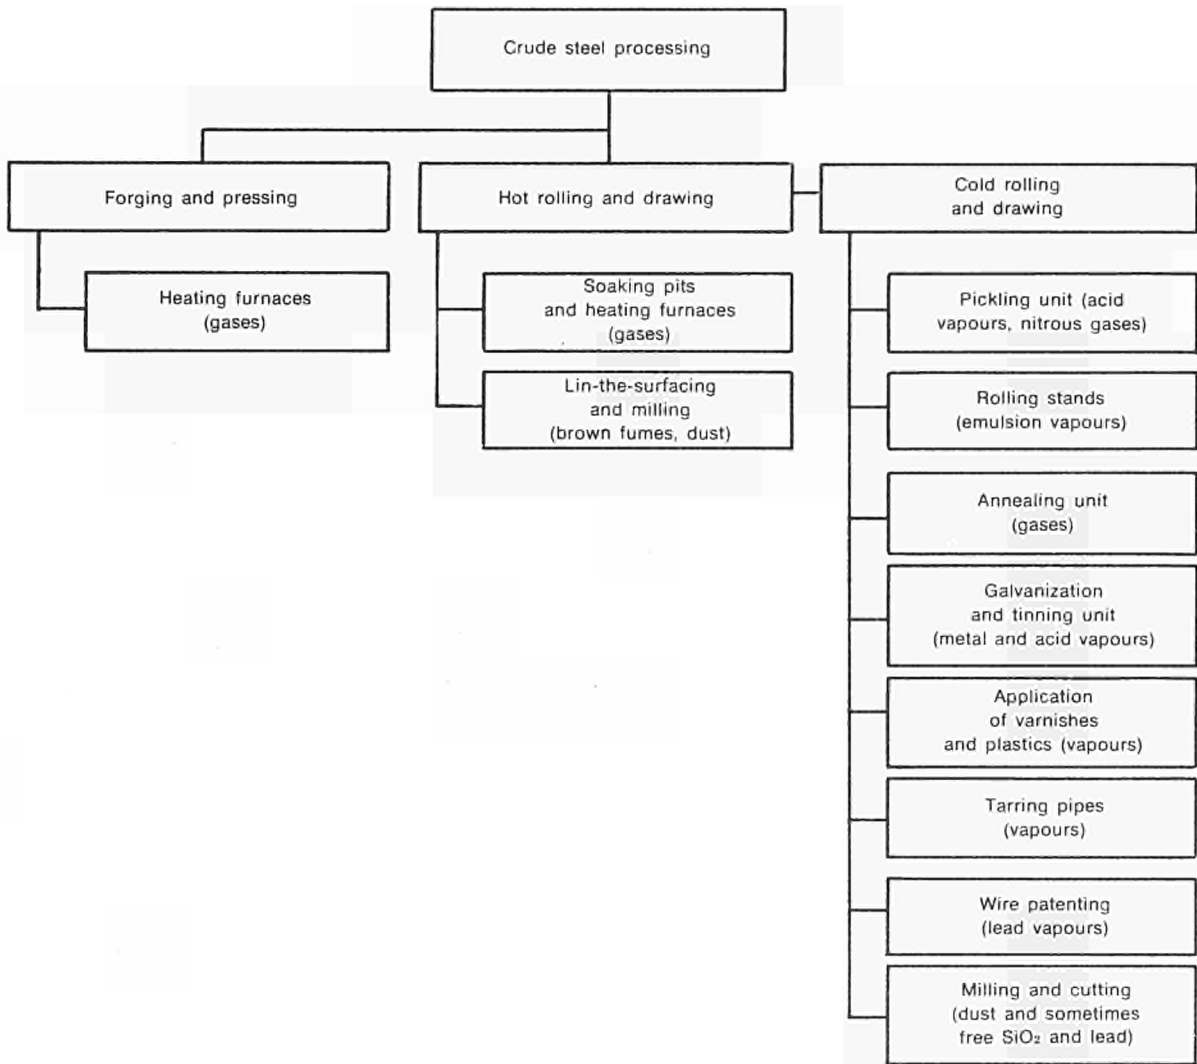 Crude steel processing
Forging and pressing
Hot rolling and drawing
Cold rolling
and drawing
Heating furnaces
(gases)
Soaking pits
and heating furnaces
(gases)
Lin-the-surfacing
and milling
(brown fumes, dust)
Pickling unit (acid
vapours, nitrous gases)
Rolling stands
(emulsion vapours)
Annealing unit
(gases)
Galvanization
and tinning unit
(metal and acid vapours)
Application
of varnishes
and plastics (vapours)
Tarring pipes
(vapours)
Wire patenting
(lead vapours)
Milling and cutting
(dust and sometimes
free SiO₂ and lead)